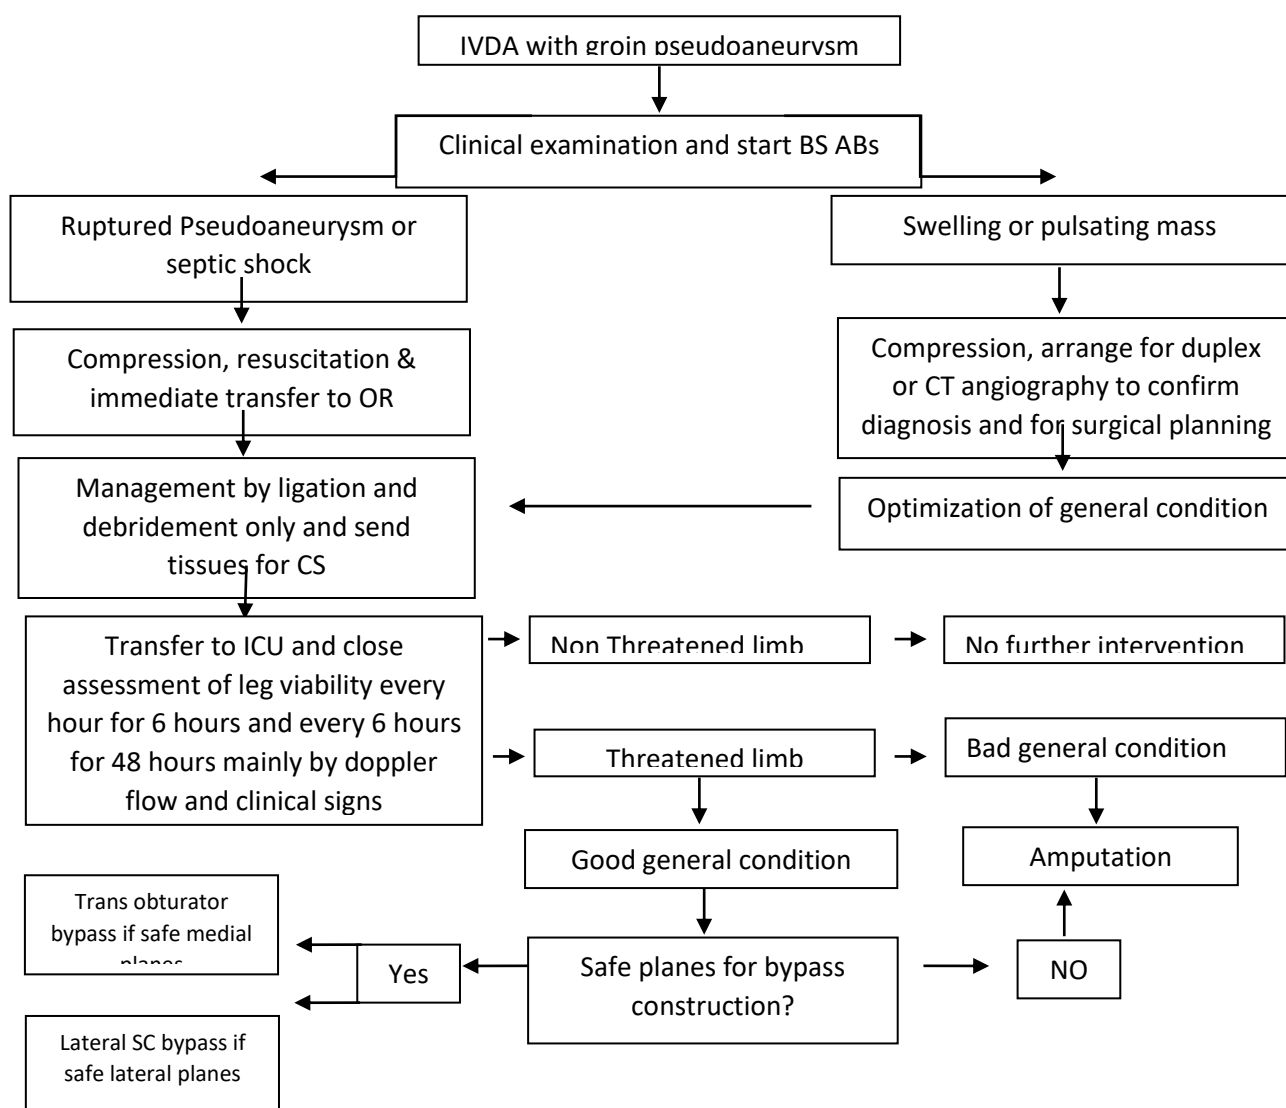 IVDA with groin pseudoaneurysm
Clinical examination and start BS ABs
Ruptured Pseudoaneurysm or
septic shock
Swelling or pulsating mass
Compression, resuscitation &
immediate transfer to OR
Compression, arrange for duplex
or CT angiography to confirm
diagnosis and for surgical planning
Management by ligation and
debridement only and send
tissues for CS
Optimization of general condition
Transfer to ICU and close
assessment of leg viability every
hour for 6 hours and every 6 hours
for 48 hours mainly by doppler
flow and clinical signs
Non Threatened limb
No further intervention
Threatened limb
Bad general condition
Good general condition
Amputation
Trans obturator
bypass if safe medial
planes
Yes
Safe planes for bypass
construction?
NO
Lateral SC bypass if
safe lateral planes